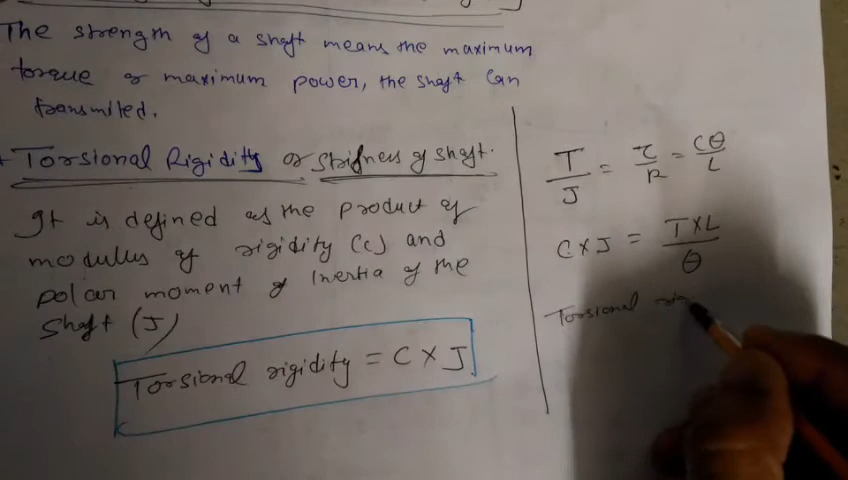 The strength of a shaft means the maximum
torque or maximum power, the shaft can
transmited.
Torsional Rigidity or stifness of shaft.
It is defined as the product of
modulus of rigidity (C) and
polar moment of Inertia of the
shaft (J)
Torsional rigidity = C × J
T/J = τ/R = Cθ/L
C × J = T × L/θ
Torsional